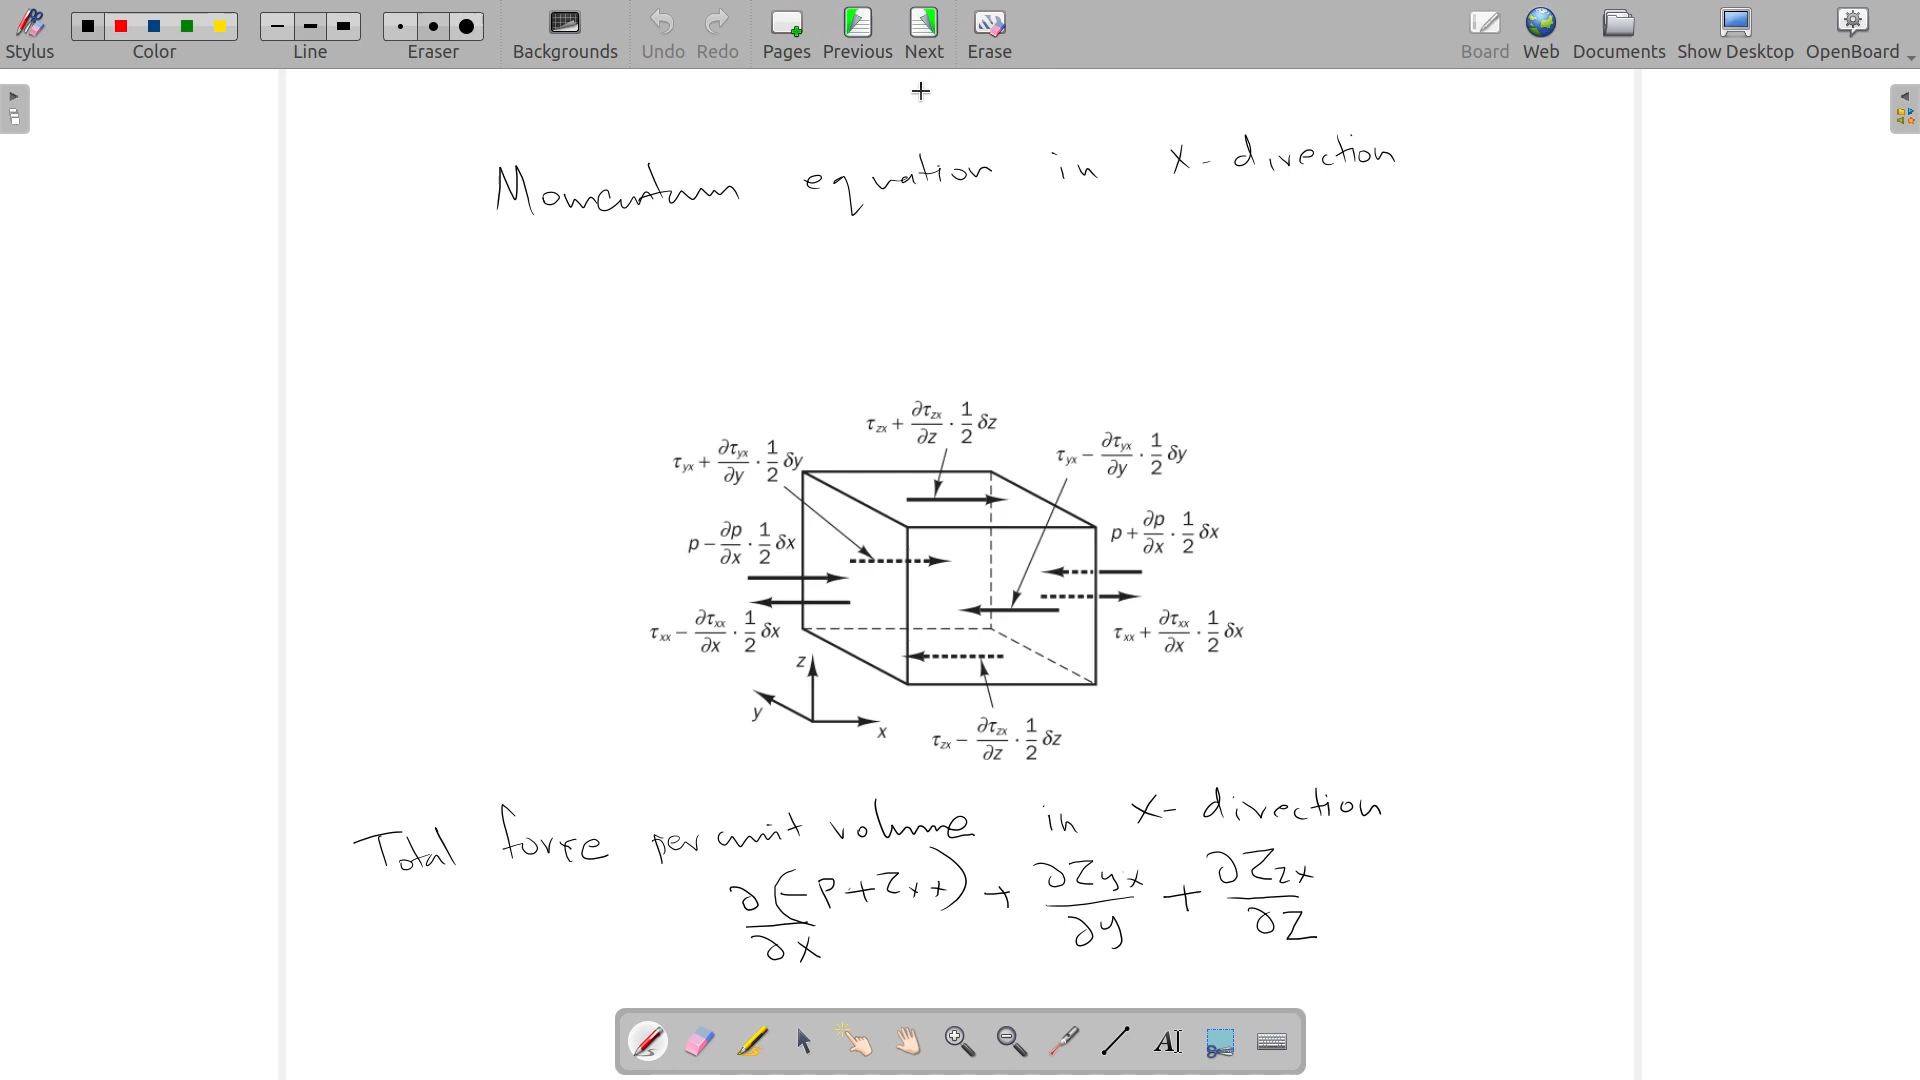 Stylus Color Line Eraser Backgrounds Undo Redo Pages Previous Next Erase Board Web Documents Show Desktop OpenBoard
Momentum equation in x-direction
τzx + ∂τzx/∂z · 1/2 δz
τyx + ∂τyx/∂y · 1/2 δy
τyx − ∂τyx/∂y · 1/2 δy
p − ∂p/∂x · 1/2 δx
p + ∂p/∂x · 1/2 δx
τxx − ∂τxx/∂x · 1/2 δx
τxx + ∂τxx/∂x · 1/2 δx
z
y
x
τzx − ∂τzx/∂z · 1/2 δz
Total force per unit volume in x-direction
∂(-p+τxx)/∂x + ∂τyx/∂y + ∂τzx/∂z